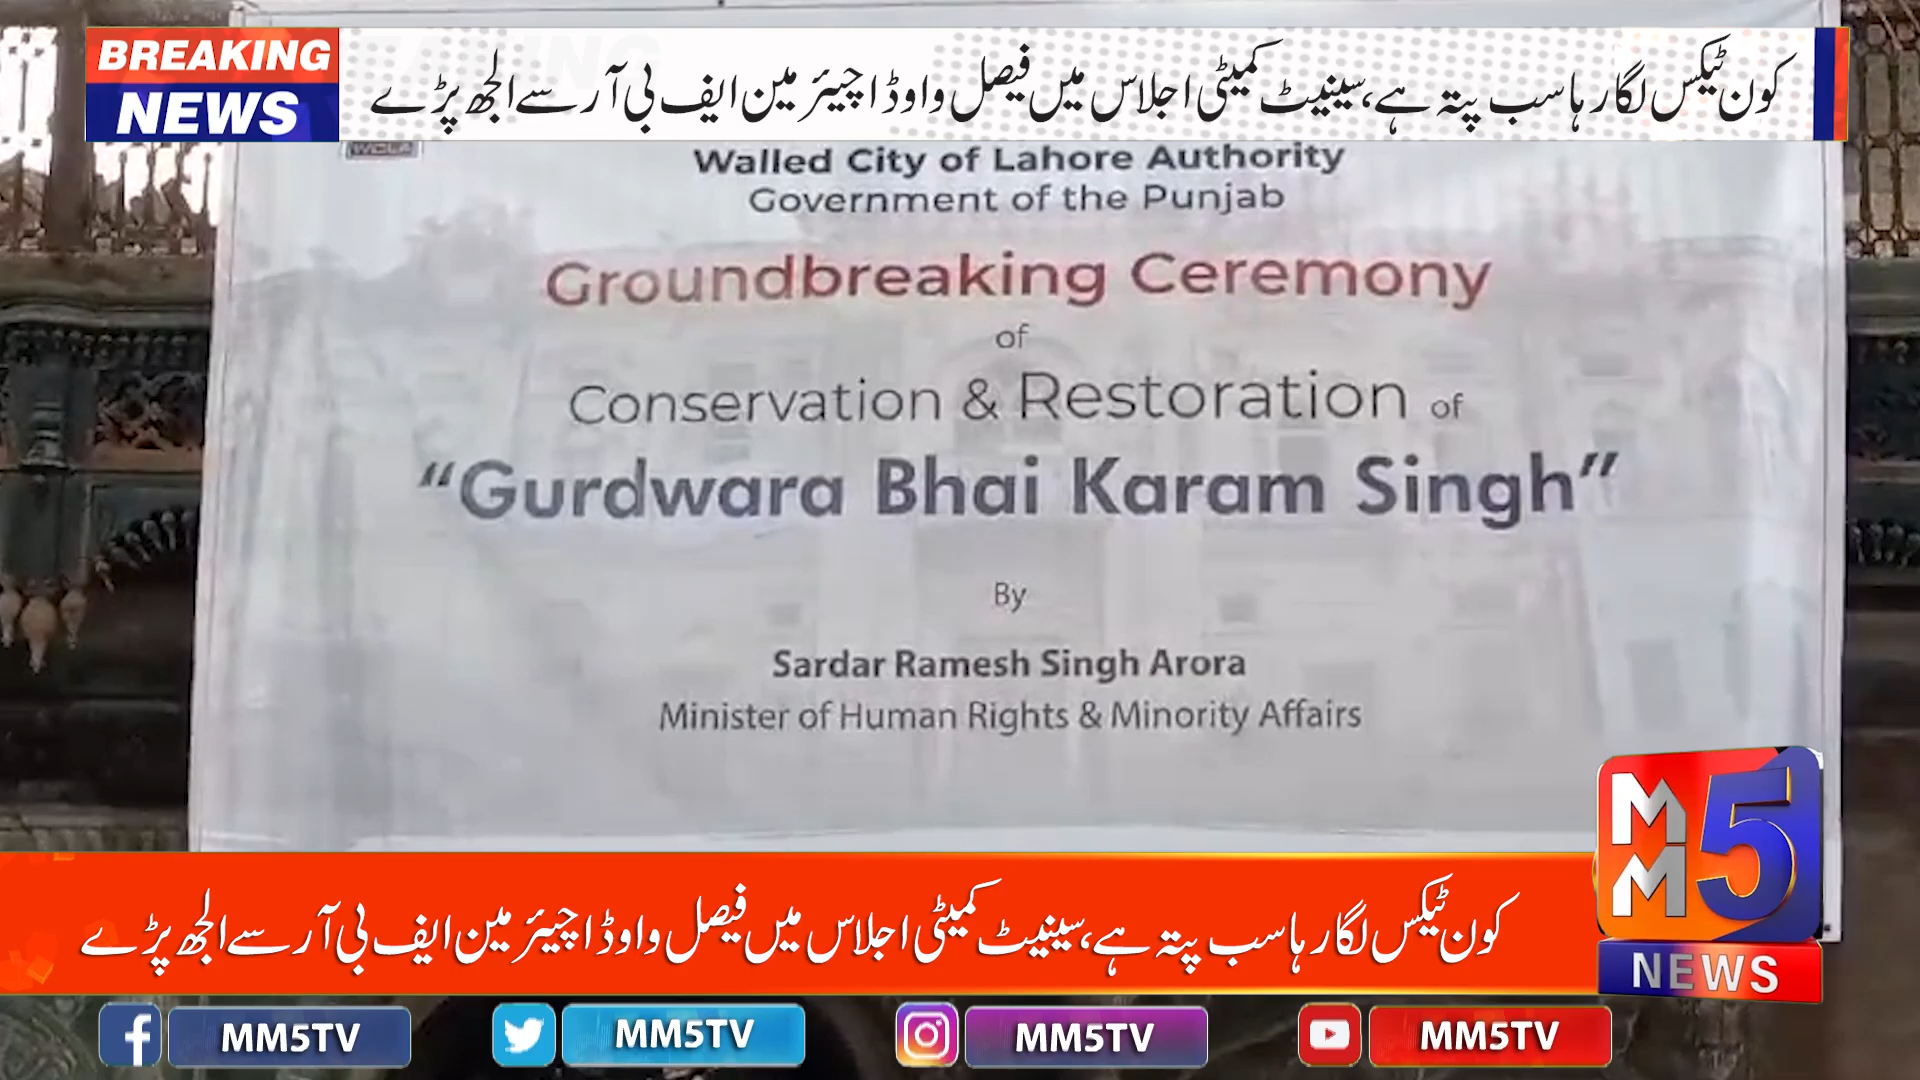 BREAKING
NEWS
کون ٹیکس لگا رہا سب پتہ ہے، سینیٹ کمیٹی اجلاس میں فیصل واوڈا چیئرمین ایف بی آر سے الجھ پڑے
WCLA
Walled City of Lahore Authority
Government of the Punjab
Groundbreaking Ceremony
of
Conservation & Restoration of
“Gurdwara Bhai Karam Singh”
By
Sardar Ramesh Singh Arora
Minister of Human Rights & Minority Affairs
MM5
NEWS
کون ٹیکس لگا رہا سب پتہ ہے، سینیٹ کمیٹی اجلاس میں فیصل واوڈا چیئرمین ایف بی آر سے الجھ پڑے
MM5TV MM5TV MM5TV MM5TV